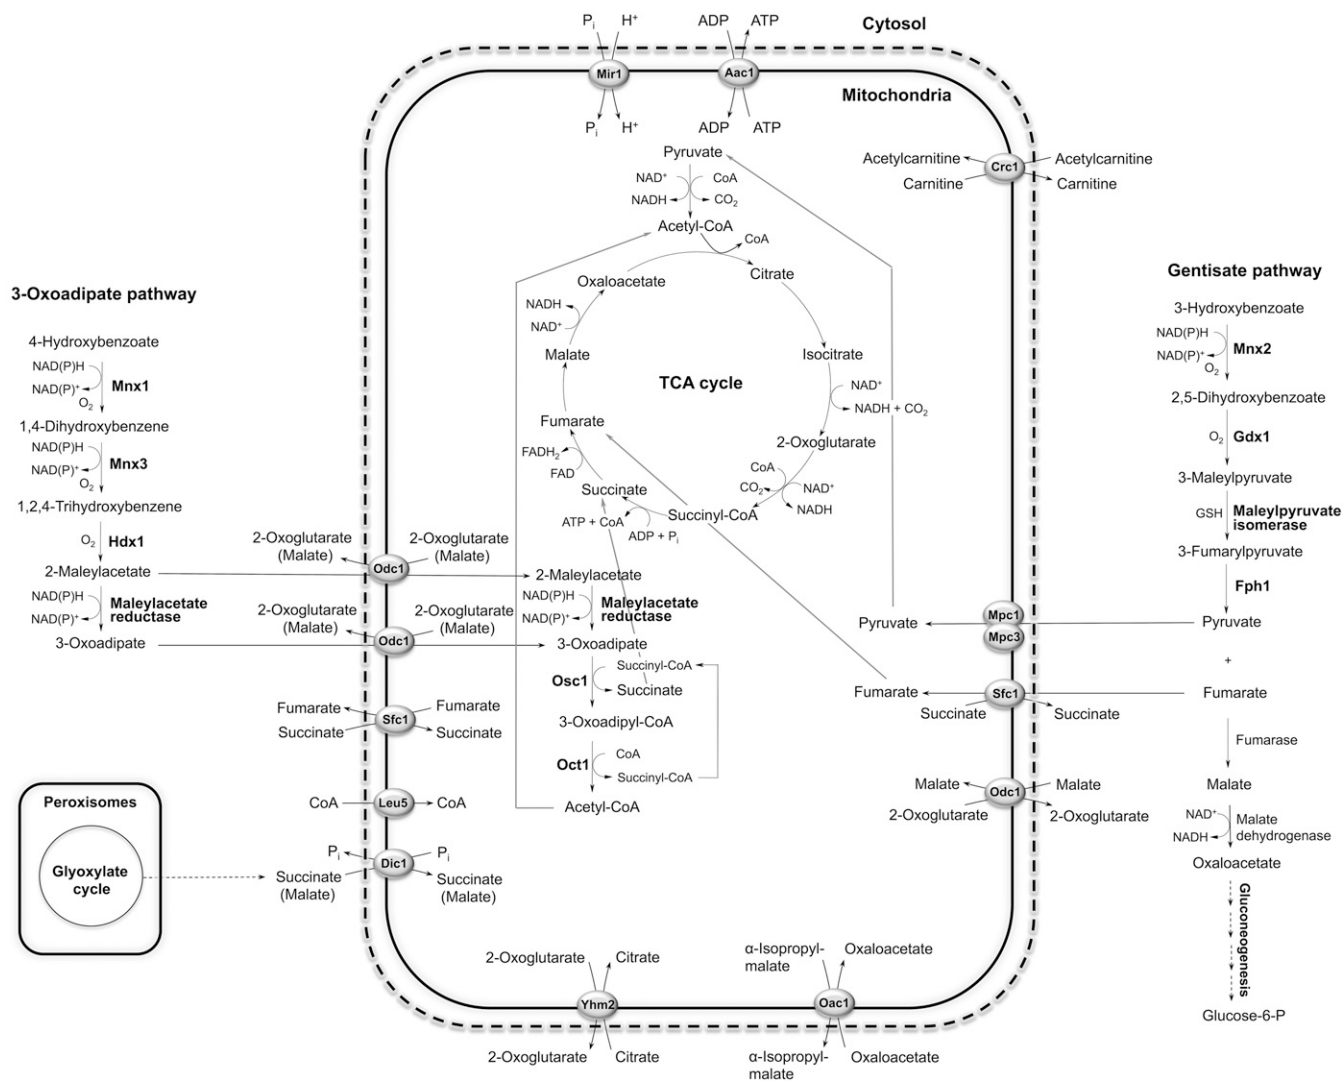 Cytosol
Mitochondria
Pi
H+
Mir1
Pi
H+
ADP
ATP
Aac1
ADP
ATP
Acetylcarnitine
Carnitine
Crc1
Acetylcarnitine
Carnitine
Pyruvate
NAD+
NADH
CoA
CO2
Acetyl-CoA
CoA
Oxaloacetate
Citrate
NADH
NAD+
Malate
Isocitrate
TCA cycle
NAD+
NADH + CO2
Fumarate
2-Oxoglutarate
FADH2
FAD
CoA
CO2
NAD+
NADH
Succinate
Succinyl-CoA
ATP + CoA
ADP + Pi
3-Oxoadipate pathway
4-Hydroxybenzoate
NAD(P)H
NAD(P)+
O2
Mnx1
1,4-Dihydroxybenzene
NAD(P)H
NAD(P)+
O2
Mnx3
1,2,4-Trihydroxybenzene
O2
Hdx1
2-Maleylacetate
NAD(P)H
NAD(P)+
Maleylacetate
reductase
3-Oxoadipate
2-Oxoglutarate
(Malate)
Odc1
2-Oxoglutarate
(Malate)
2-Oxoglutarate
(Malate)
Odc1
2-Oxoglutarate
(Malate)
2-Maleylacetate
NAD(P)H
NAD(P)+
Maleylacetate
reductase
3-Oxoadipate
Osc1
Succinyl-CoA
Succinate
3-Oxoadipyl-CoA
Oct1
CoA
Succinyl-CoA
Acetyl-CoA
Fumarate
Succinate
Sfc1
Fumarate
Succinate
CoA
Leu5
CoA
Pi
Succinate
(Malate)
Dic1
Pi
Succinate
(Malate)
Peroxisomes
Glyoxylate
cycle
2-Oxoglutarate
Citrate
Yhm2
2-Oxoglutarate
Citrate
α-Isopropyl-
malate
Oxaloacetate
Oac1
α-Isopropyl-
malate
Oxaloacetate
Pyruvate
Mpc1
Mpc3
Fumarate
Succinate
Sfc1
Succinate
Malate
2-Oxoglutarate
Odc1
Malate
2-Oxoglutarate
Gentisate pathway
3-Hydroxybenzoate
NAD(P)H
NAD(P)+
O2
Mnx2
2,5-Dihydroxybenzoate
O2
Gdx1
3-Maleylpyruvate
GSH
Maleylpyruvate
isomerase
3-Fumarylpyruvate
Fph1
Pyruvate
+
Fumarate
Fumarase
Malate
NAD+
NADH
Malate
dehydrogenase
Oxaloacetate
Gluconeogenesis
Glucose-6-P